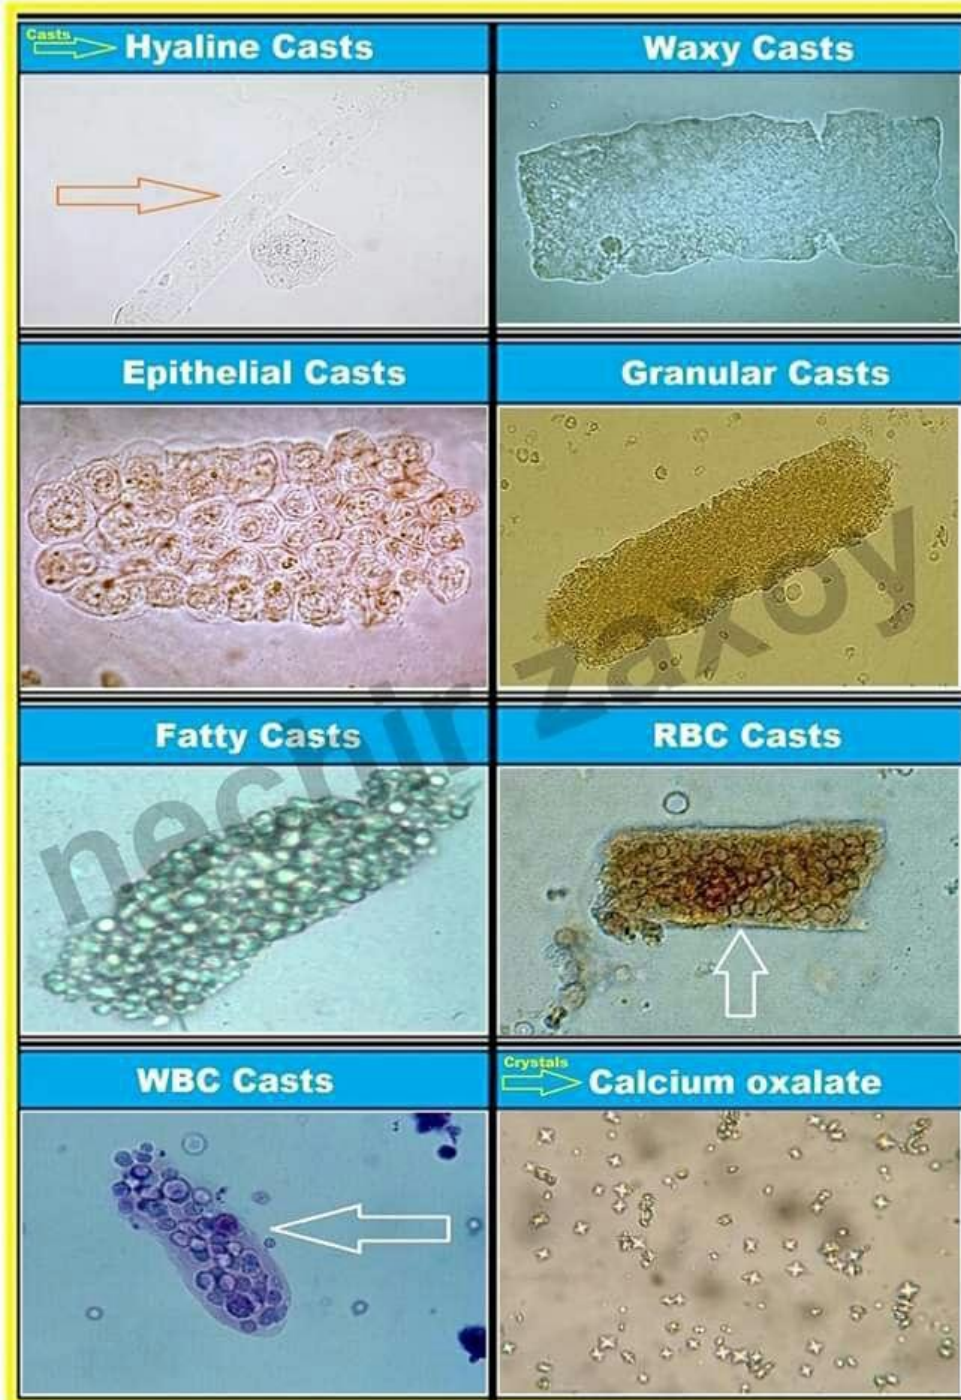 Casts
Hyaline Casts
Waxy Casts
Epithelial Casts
Granular Casts
Fatty Casts
RBC Casts
WBC Casts
Crystals
Calcium oxalate
nechir zaxoy